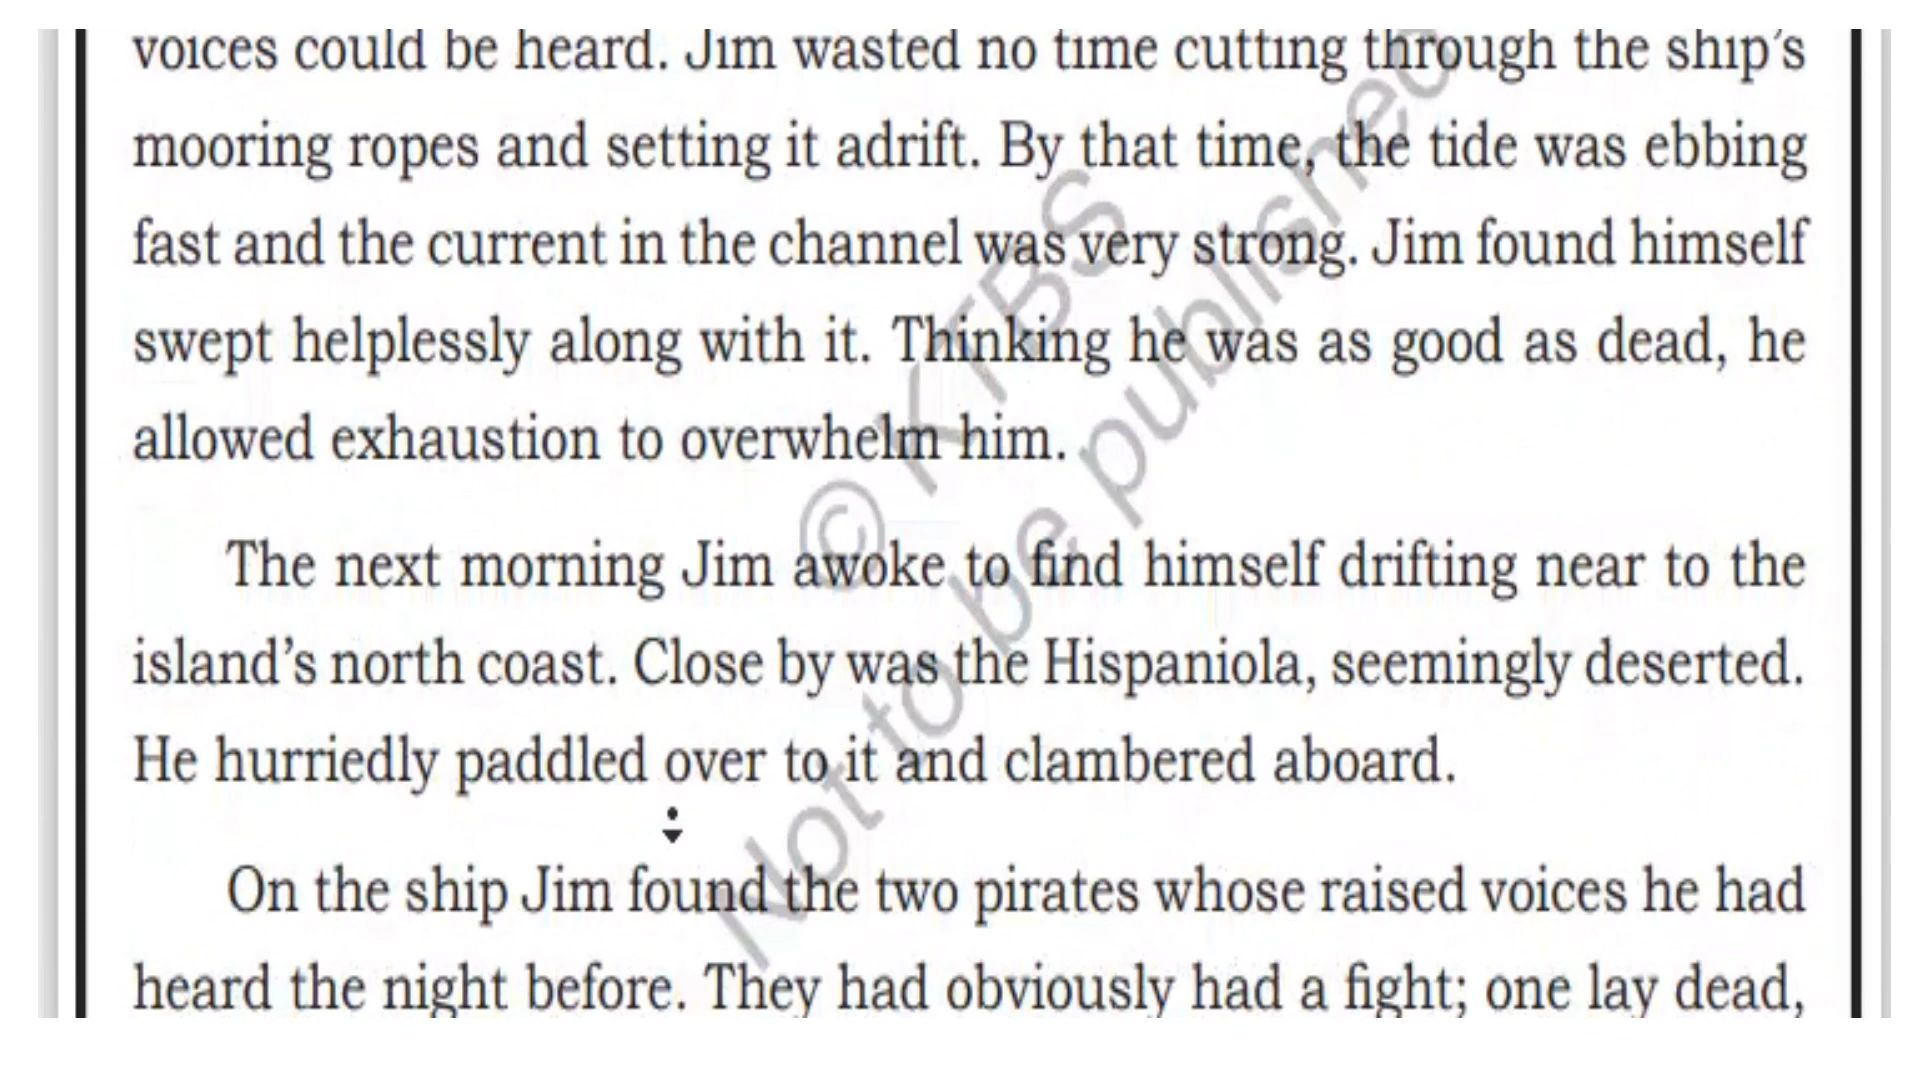 voices could be heard. Jim wasted no time cutting through the ship's
mooring ropes and setting it adrift. By that time, the tide was ebbing
fast and the current in the channel was very strong. Jim found himself
swept helplessly along with it. Thinking he was as good as dead, he
allowed exhaustion to overwhelm him.
The next morning Jim awoke to find himself drifting near to the
island’s north coast. Close by was the Hispaniola, seemingly deserted.
He hurriedly paddled over to it and clambered aboard.
On the ship Jim found the two pirates whose raised voices he had
heard the night before. They had obviously had a fight; one lay dead,
© KTBS
Not to be published